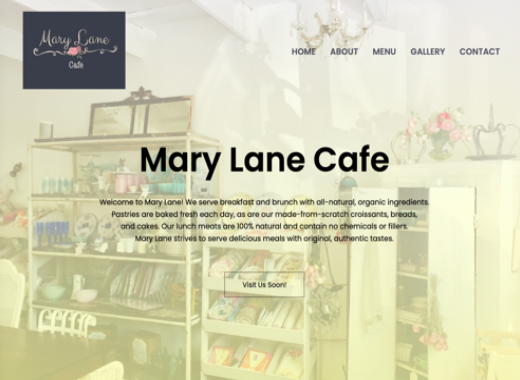 Mary Lane
Cafe
HOME ABOUT MENU GALLERY CONTACT
Mary Lane Cafe
Welcome to Mary Lane! We serve breakfast and brunch with all-natural, organic ingredients.
Pastries are baked fresh each day, as are our made-from-scratch croissants, breads,
and cakes. Our lunch meats are 100% natural and contain no chemicals or fillers.
Mary Lane strives to serve delicious meals with original, authentic tastes.
Visit Us Soon!